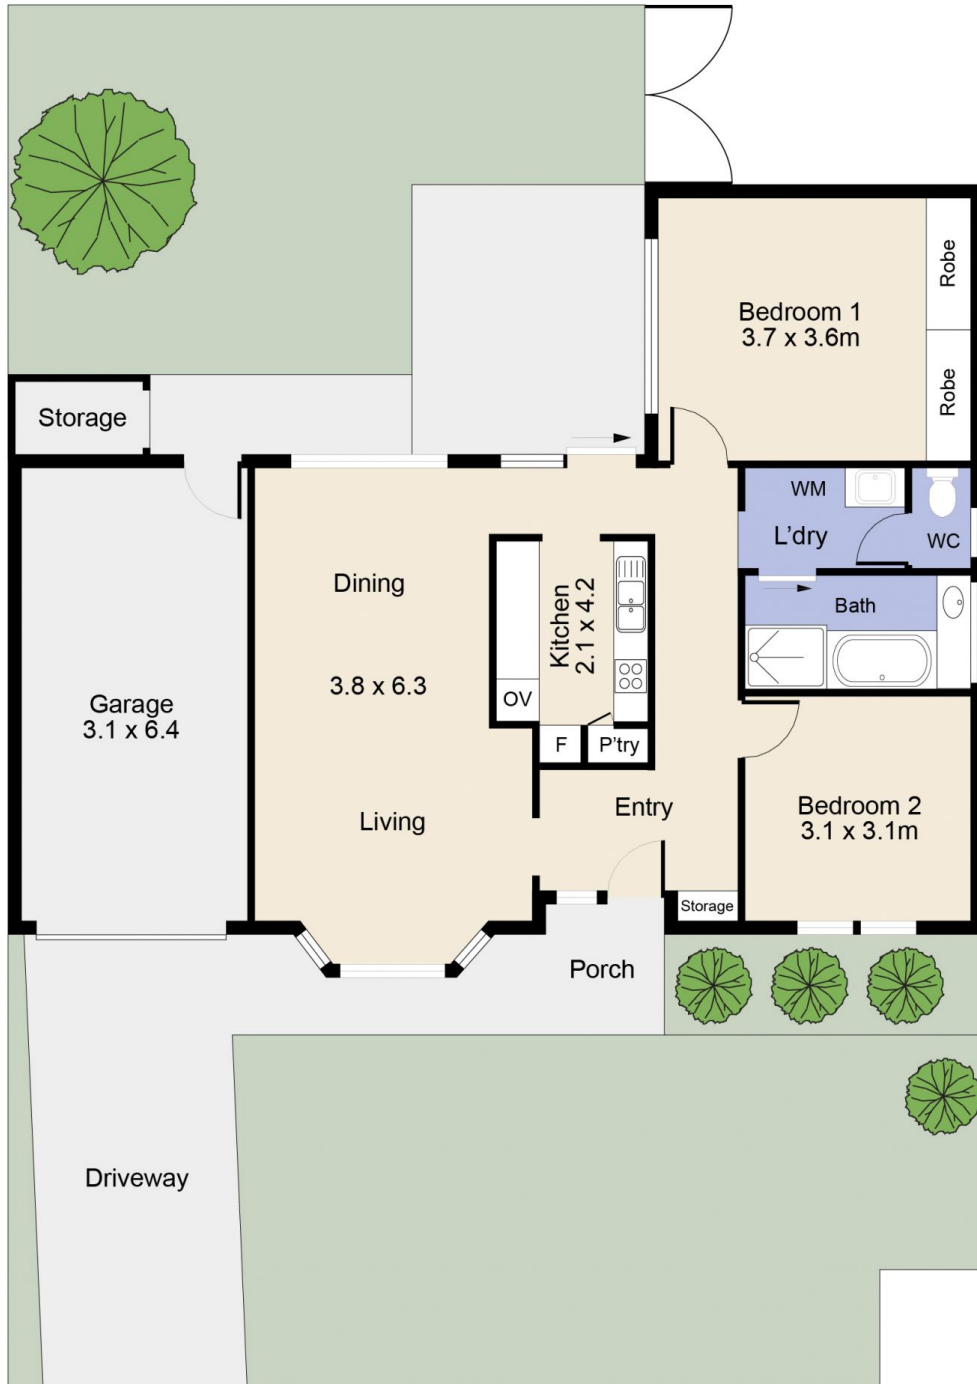 Bedroom 1
3.7 x 3.6m
Robe
Robe
Storage
WM
L'dry
WC
Bath
Dining
3.8 x 6.3
Living
Kitchen
2.1 x 4.2
OV
F
P'try
Garage
3.1 x 6.4
Entry
Bedroom 2
3.1 x 3.1m
Storage
Porch
Driveway